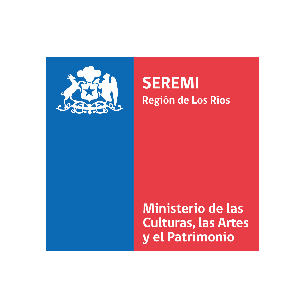 SEREMI
Región de Los Ríos
Ministerio de las
Culturas, las Artes
y el Patrimonio